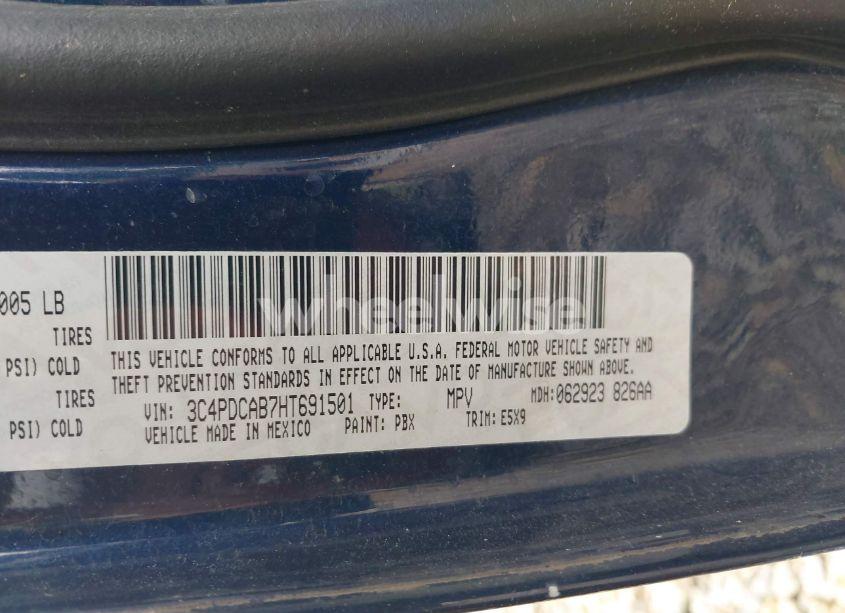 005 LB
TIRES
PSI) COLD
TIRES
PSI) COLD
wheelwise
THIS VEHICLE CONFORMS TO ALL APPLICABLE U.S.A. FEDERAL MOTOR VEHICLE SAFETY AND
THEFT PREVENTION STANDARDS IN EFFECT ON THE DATE OF MANUFACTURE SHOWN ABOVE.
VIN: 3C4PDCAB7HT691501 TYPE: MPV MDH:062923 826AA
VEHICLE MADE IN MEXICO PAINT: PBX TRIM: E5X9